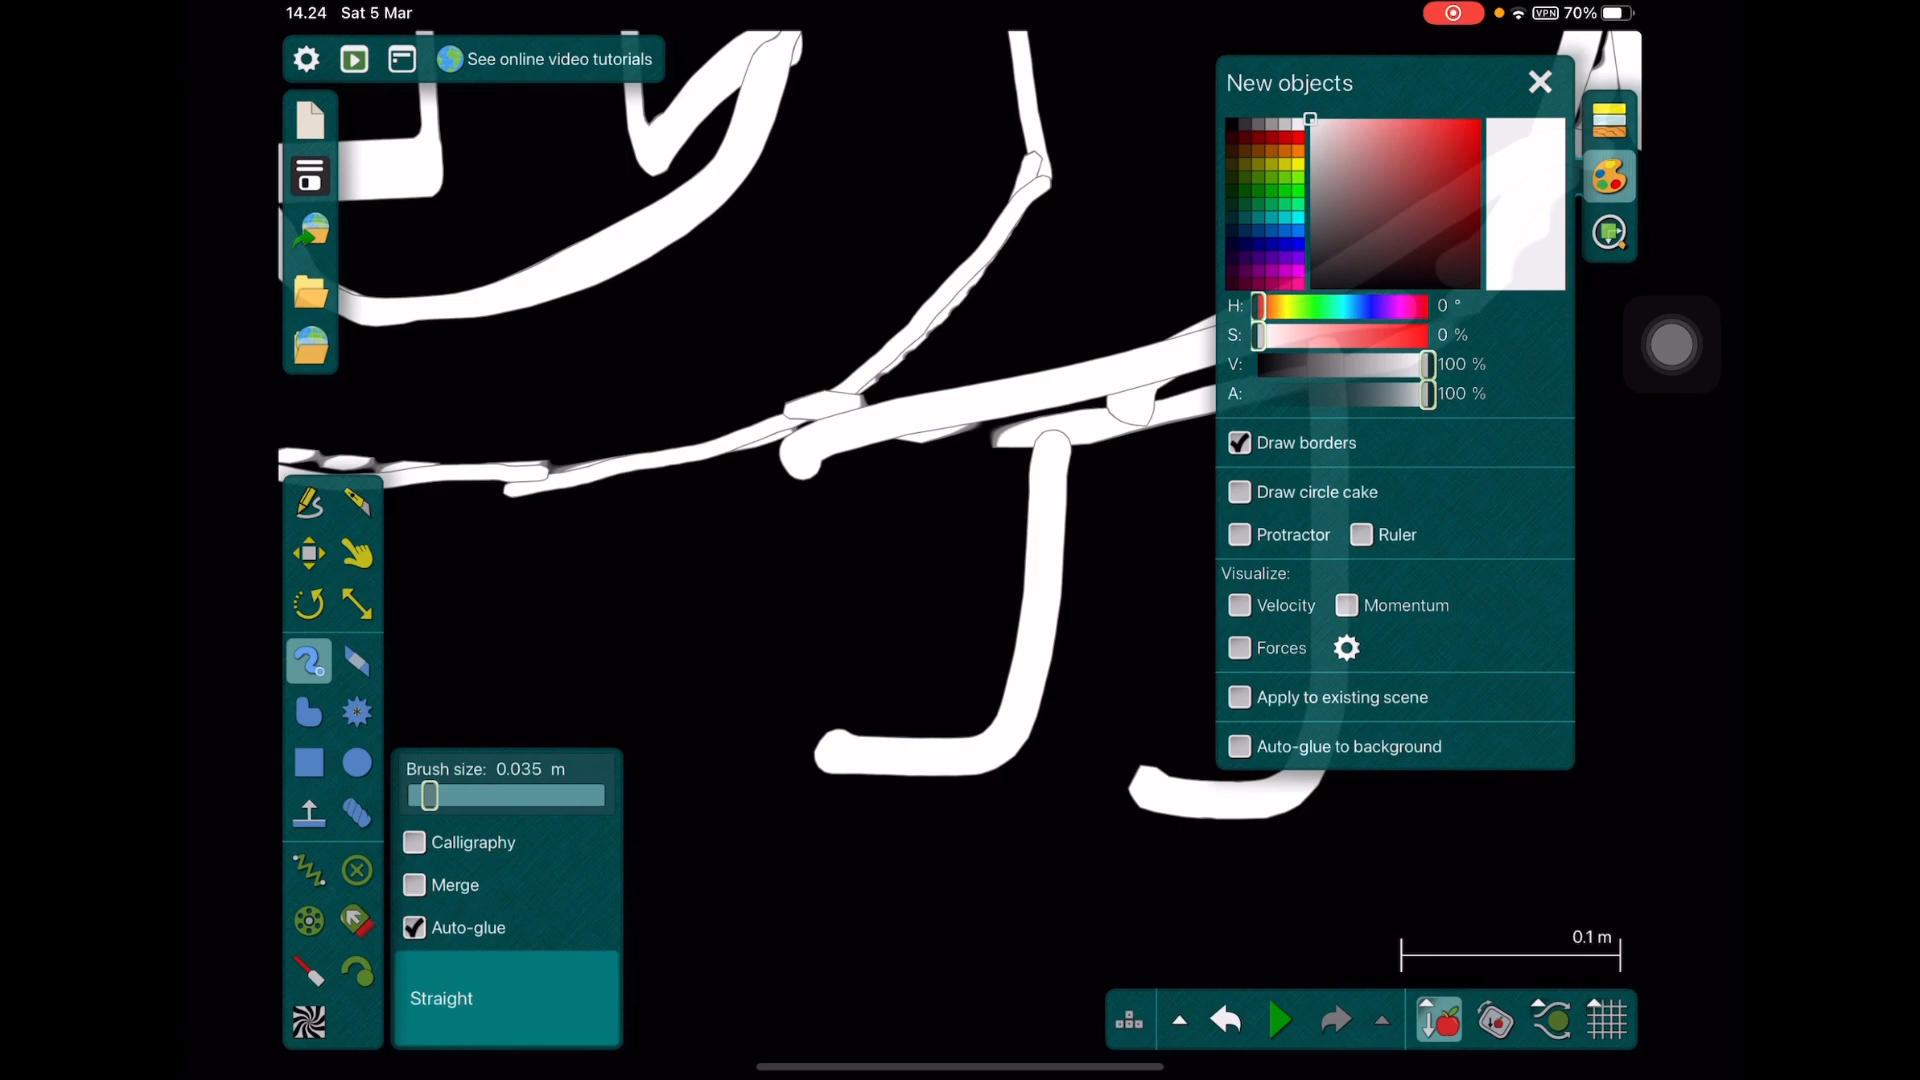 14.24 Sat 5 Mar
VPN 70%
See online video tutorials
New objects
H: 0 °
S: 0 %
V: 100 %
A: 100 %
Draw borders
Draw circle cake
Protractor Ruler
Visualize:
Velocity Momentum
Forces
Apply to existing scene
Auto-glue to background
Brush size: 0.035 m
Calligraphy
Merge
Auto-glue
Straight
0.1 m